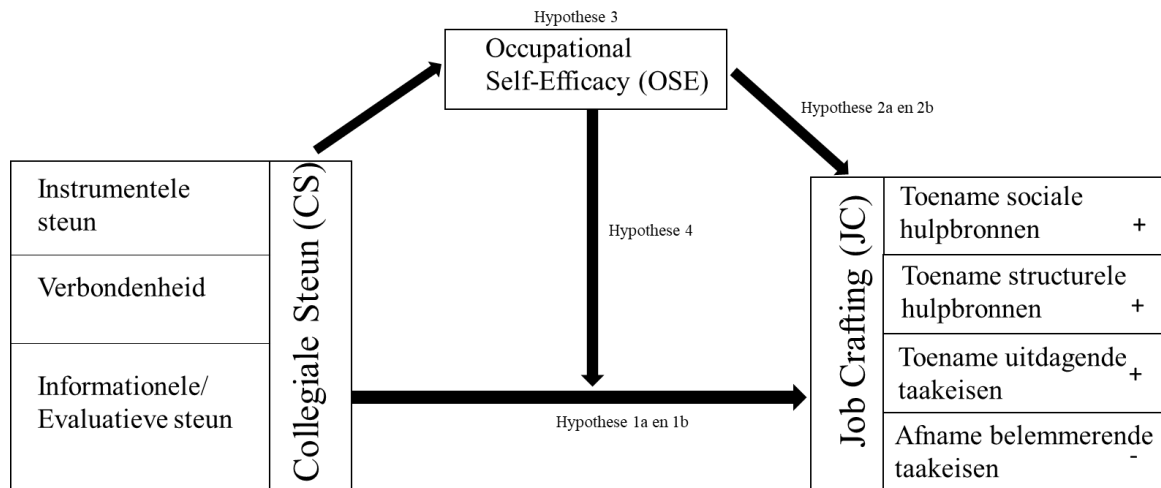 Hypothese 3
Occupational
Self-Efficacy (OSE)
Hypothese 2a en 2b
Instrumentele
steun
Verbondenheid
Informationele/
Evaluatieve steun
Collegiale Steun (CS)
Hypothese 4
Hypothese 1a en 1b
Job Crafting (JC)
Toename sociale
hulpbronnen +
Toename structurele
hulpbronnen +
Toename uitdagende
taakeisen +
Afname belemmerende
taakeisen -